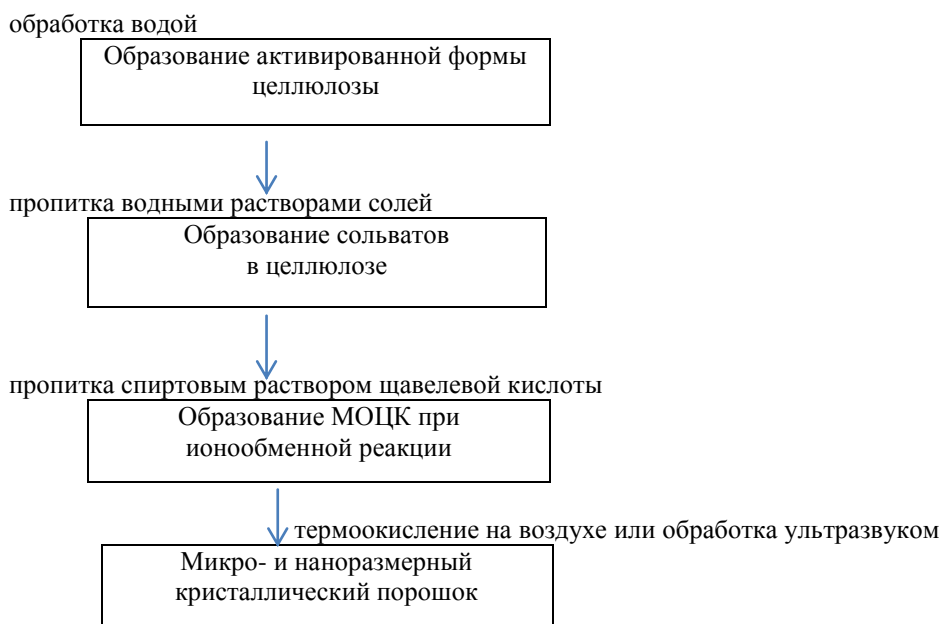 обработка водой
Образование активированной формы
целлюлозы
пропитка водными растворами солей
Образование сольватов
в целлюлозе
пропитка спиртовым раствором щавелевой кислоты
Образование МОЦК при
ионообменной реакции
термоокисление на воздухе или обработка ультразвуком
Микро- и наноразмерный
кристаллический порошок